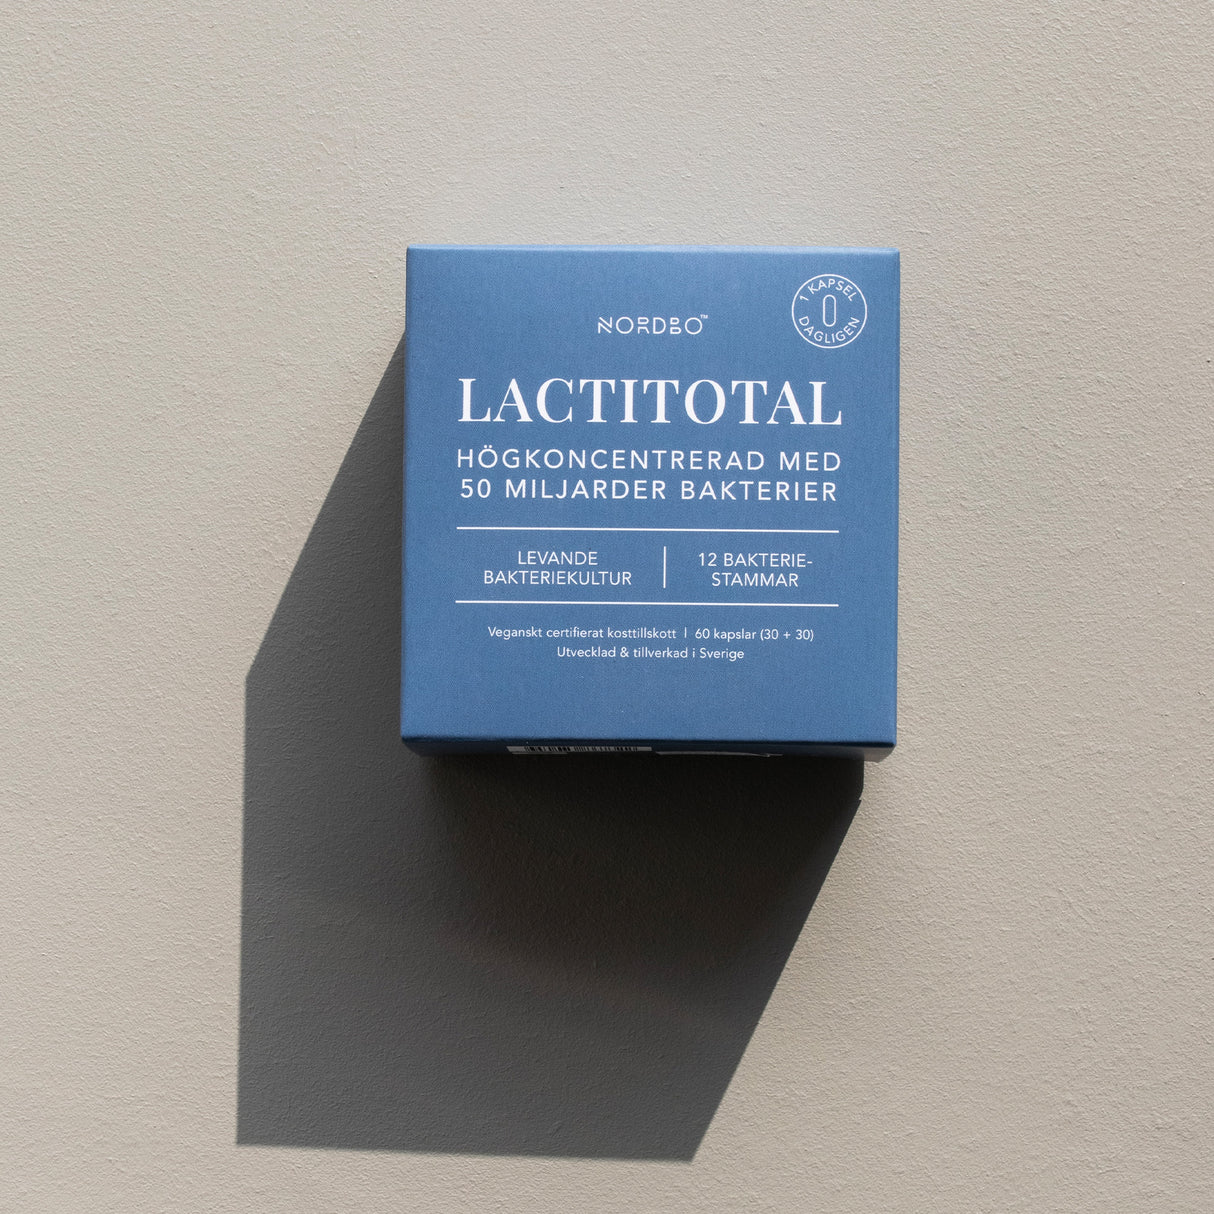 1 KAPSEL
DAGLIGEN
NORDBO™
LACTITOTAL
HÖGKONCENTRERAD MED
50 MILJARDER BAKTERIER
LEVANDE
BAKTERIEKULTUR
12 BAKTERIE-
STAMMAR
Veganskt certifierat kosttillskott | 60 kapslar (30 + 30)
Utvecklad & tillverkad i Sverige